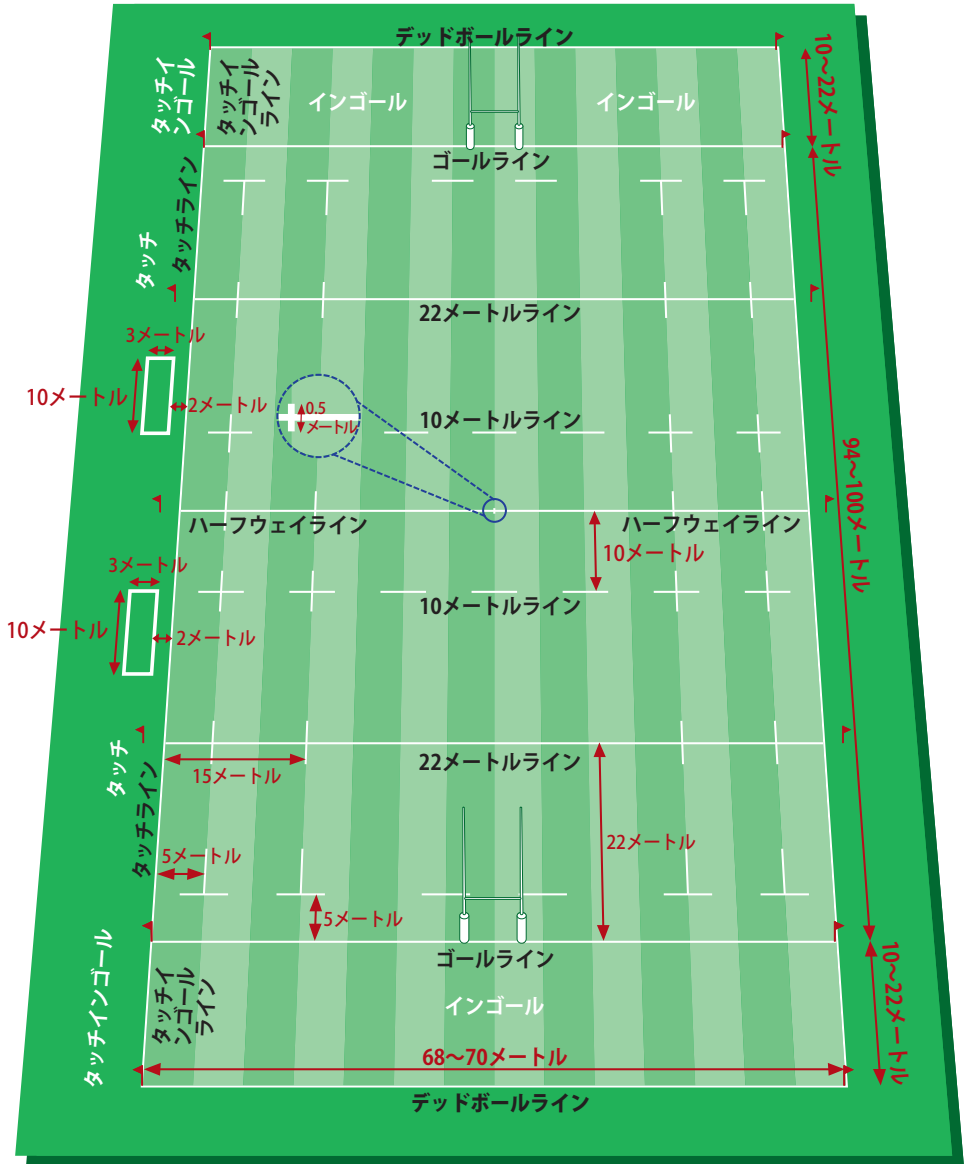 デッドボールライン
タッチイ
ンゴール
タッチイ
ンゴール
ライン
インゴール
インゴール
10〜22メートル
ゴールライン
タッチライン
タッチ
22メートルライン
3メートル
10メートル
2メートル
0.5
メートル
10メートルライン
94〜100メートル
ハーフウェイライン
ハーフウェイライン
10メートル
3メートル
10メートル
2メートル
10メートルライン
タッチ
タッチライン
15メートル
22メートルライン
22メートル
5メートル
5メートル
ゴールライン
タッチインゴール
タッチイ
ンゴール
ライン
インゴール
10〜22メートル
68〜70メートル
デッドボールライン